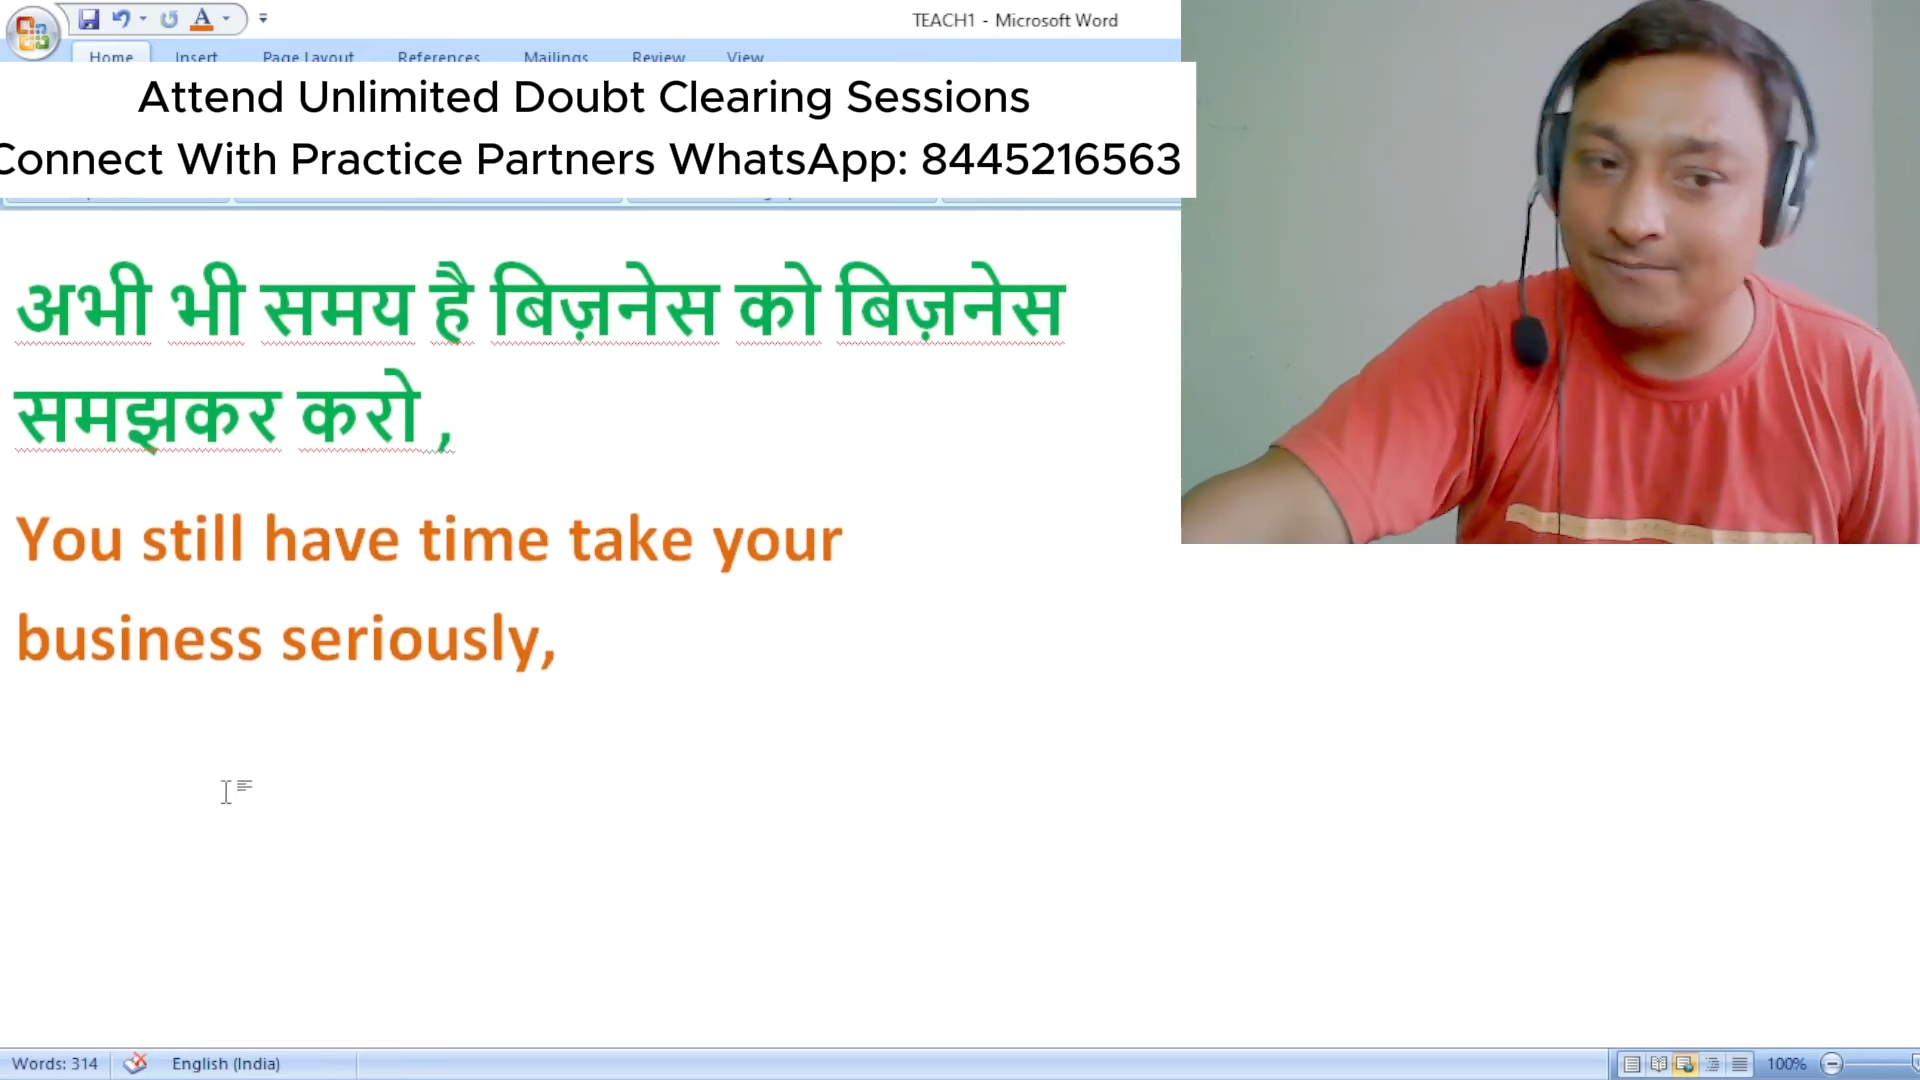 TEACH1 - Microsoft Word
Home Insert Page Layout References Mailings Review View
Attend Unlimited Doubt Clearing Sessions
Connect With Practice Partners WhatsApp: 8445216563
अभी भी समय है बिज़नेस को बिज़नेस
समझकर करो ,
You still have time take your
business seriously,
Words: 314 English (India) 100%